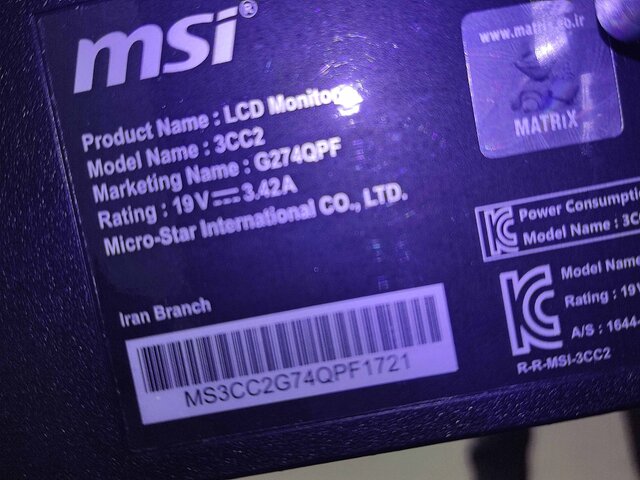 msi®
Product Name : LCD Monitor
Model Name : 3CC2
Marketing Name : G274QPF
Rating : 19V⎓3.42A
Micro-Star International CO., LTD.
Iran Branch
MS3CC2G74QPF1721
www.matrix.co.ir
MATRIX
Power Consumpti
Model Name : 3C
Model Name
Rating : 19V
A/S : 1644-
R-R-MSI-3CC2